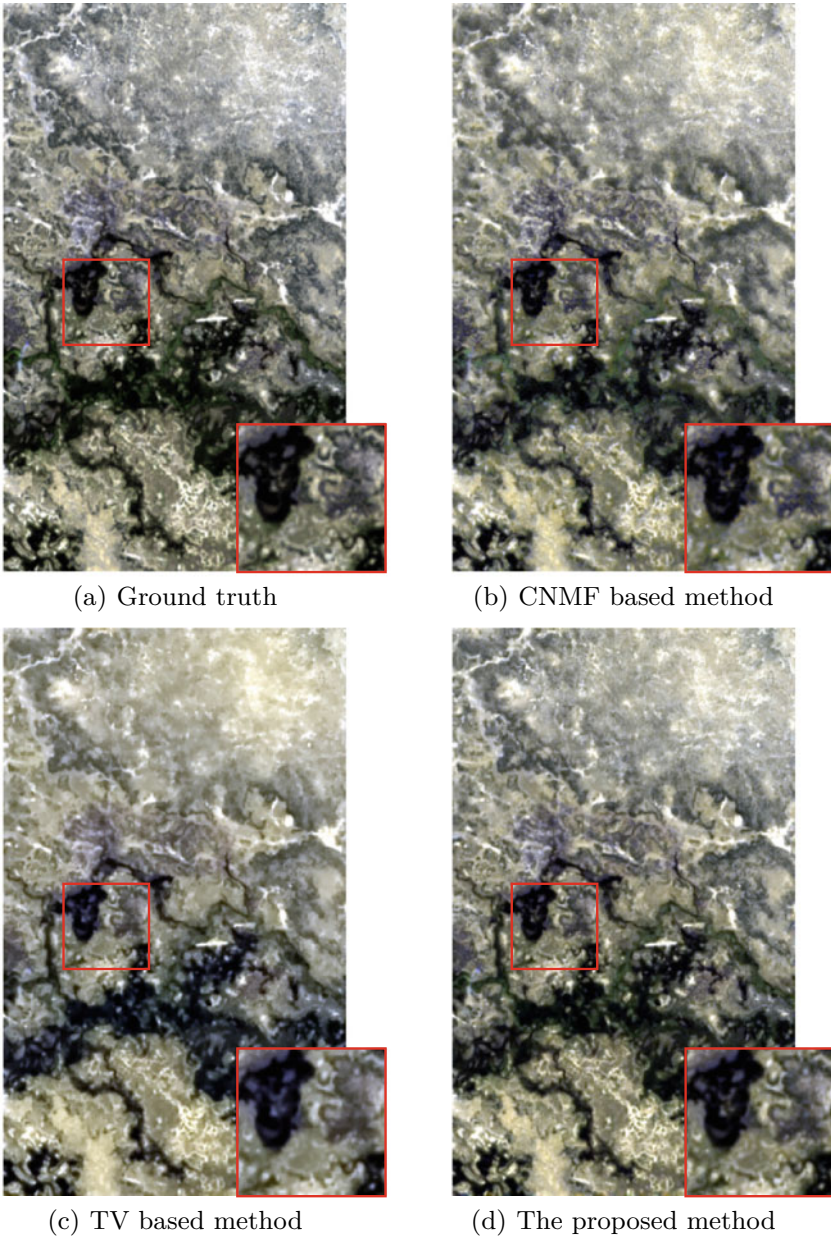 (a) Ground truth
(b) CNMF based method
(c) TV based method
(d) The proposed method